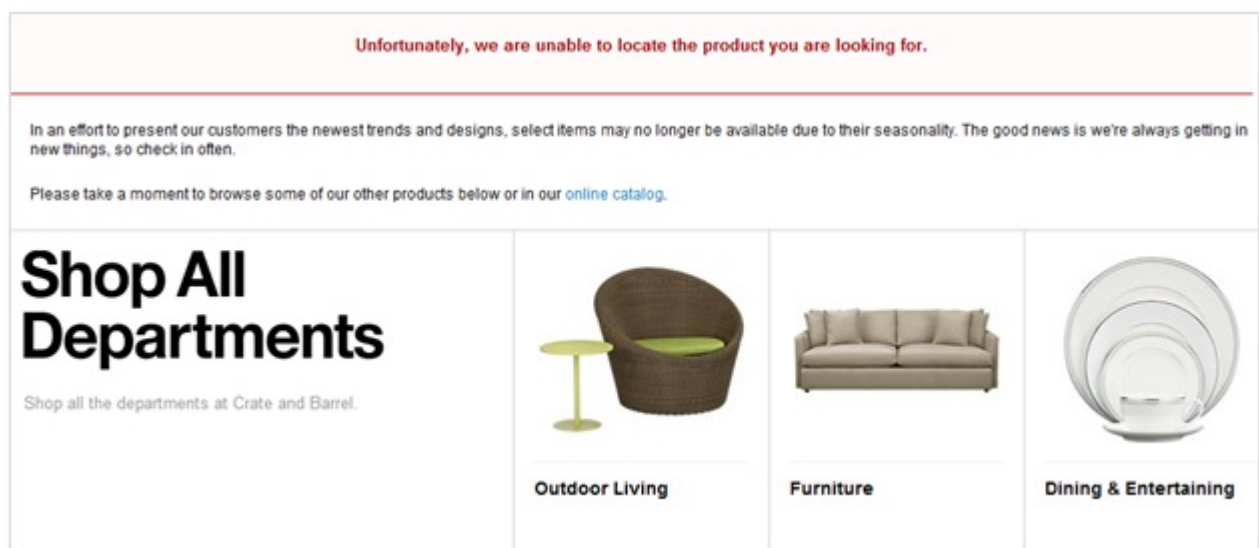 Unfortunately, we are unable to locate the product you are looking for.
In an effort to present our customers the newest trends and designs, select items may no longer be available due to their seasonality. The good news is we're always getting in
new things, so check in often.
Please take a moment to browse some of our other products below or in our online catalog.
Shop All
Departments
Shop all the departments at Crate and Barrel.
Outdoor Living
Furniture
Dining & Entertaining